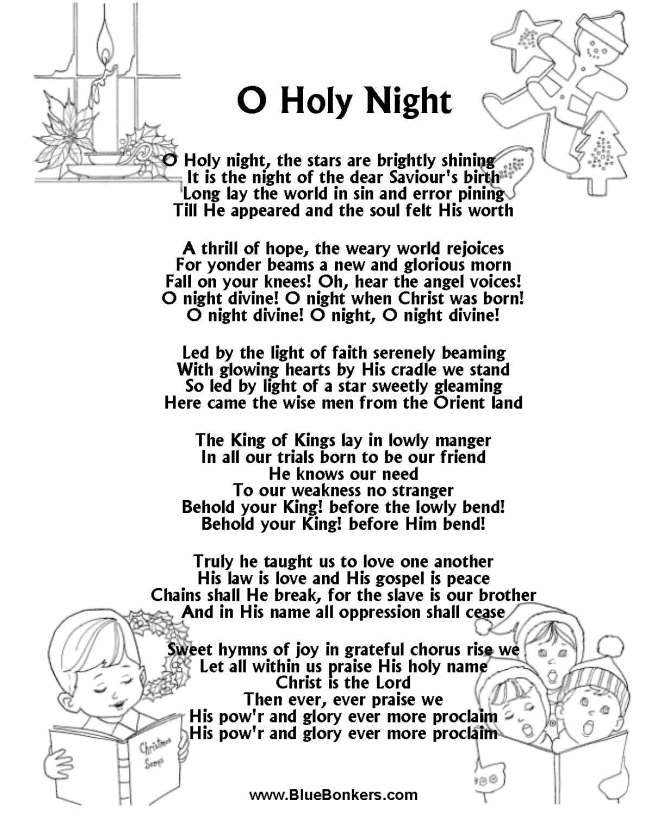 O Holy Night
O Holy night, the stars are brightly shining
It is the night of the dear Saviour's birth
Long lay the world in sin and error pining
Till He appeared and the soul felt His worth
A thrill of hope, the weary world rejoices
For yonder beams a new and glorious morn
Fall on your knees! Oh, hear the angel voices!
O night divine! O night when Christ was born!
O night divine! O night, O night divine!
Led by the light of faith serenely beaming
With glowing hearts by His cradle we stand
So led by light of a star sweetly gleaming
Here came the wise men from the Orient land
The King of Kings lay in lowly manger
In all our trials born to be our friend
He knows our need
To our weakness no stranger
Behold your King! before the lowly bend!
Behold your King! before Him bend!
Truly he taught us to love one another
His law is love and His gospel is peace
Chains shall He break, for the slave is our brother
And in His name all oppression shall cease
Sweet hymns of joy in grateful chorus rise we
Let all within us praise His holy name
Christ is the Lord
Then ever, ever praise we
His pow'r and glory ever more proclaim
His pow'r and glory ever more proclaim
Christmas
Songs
www.BlueBonkers.com